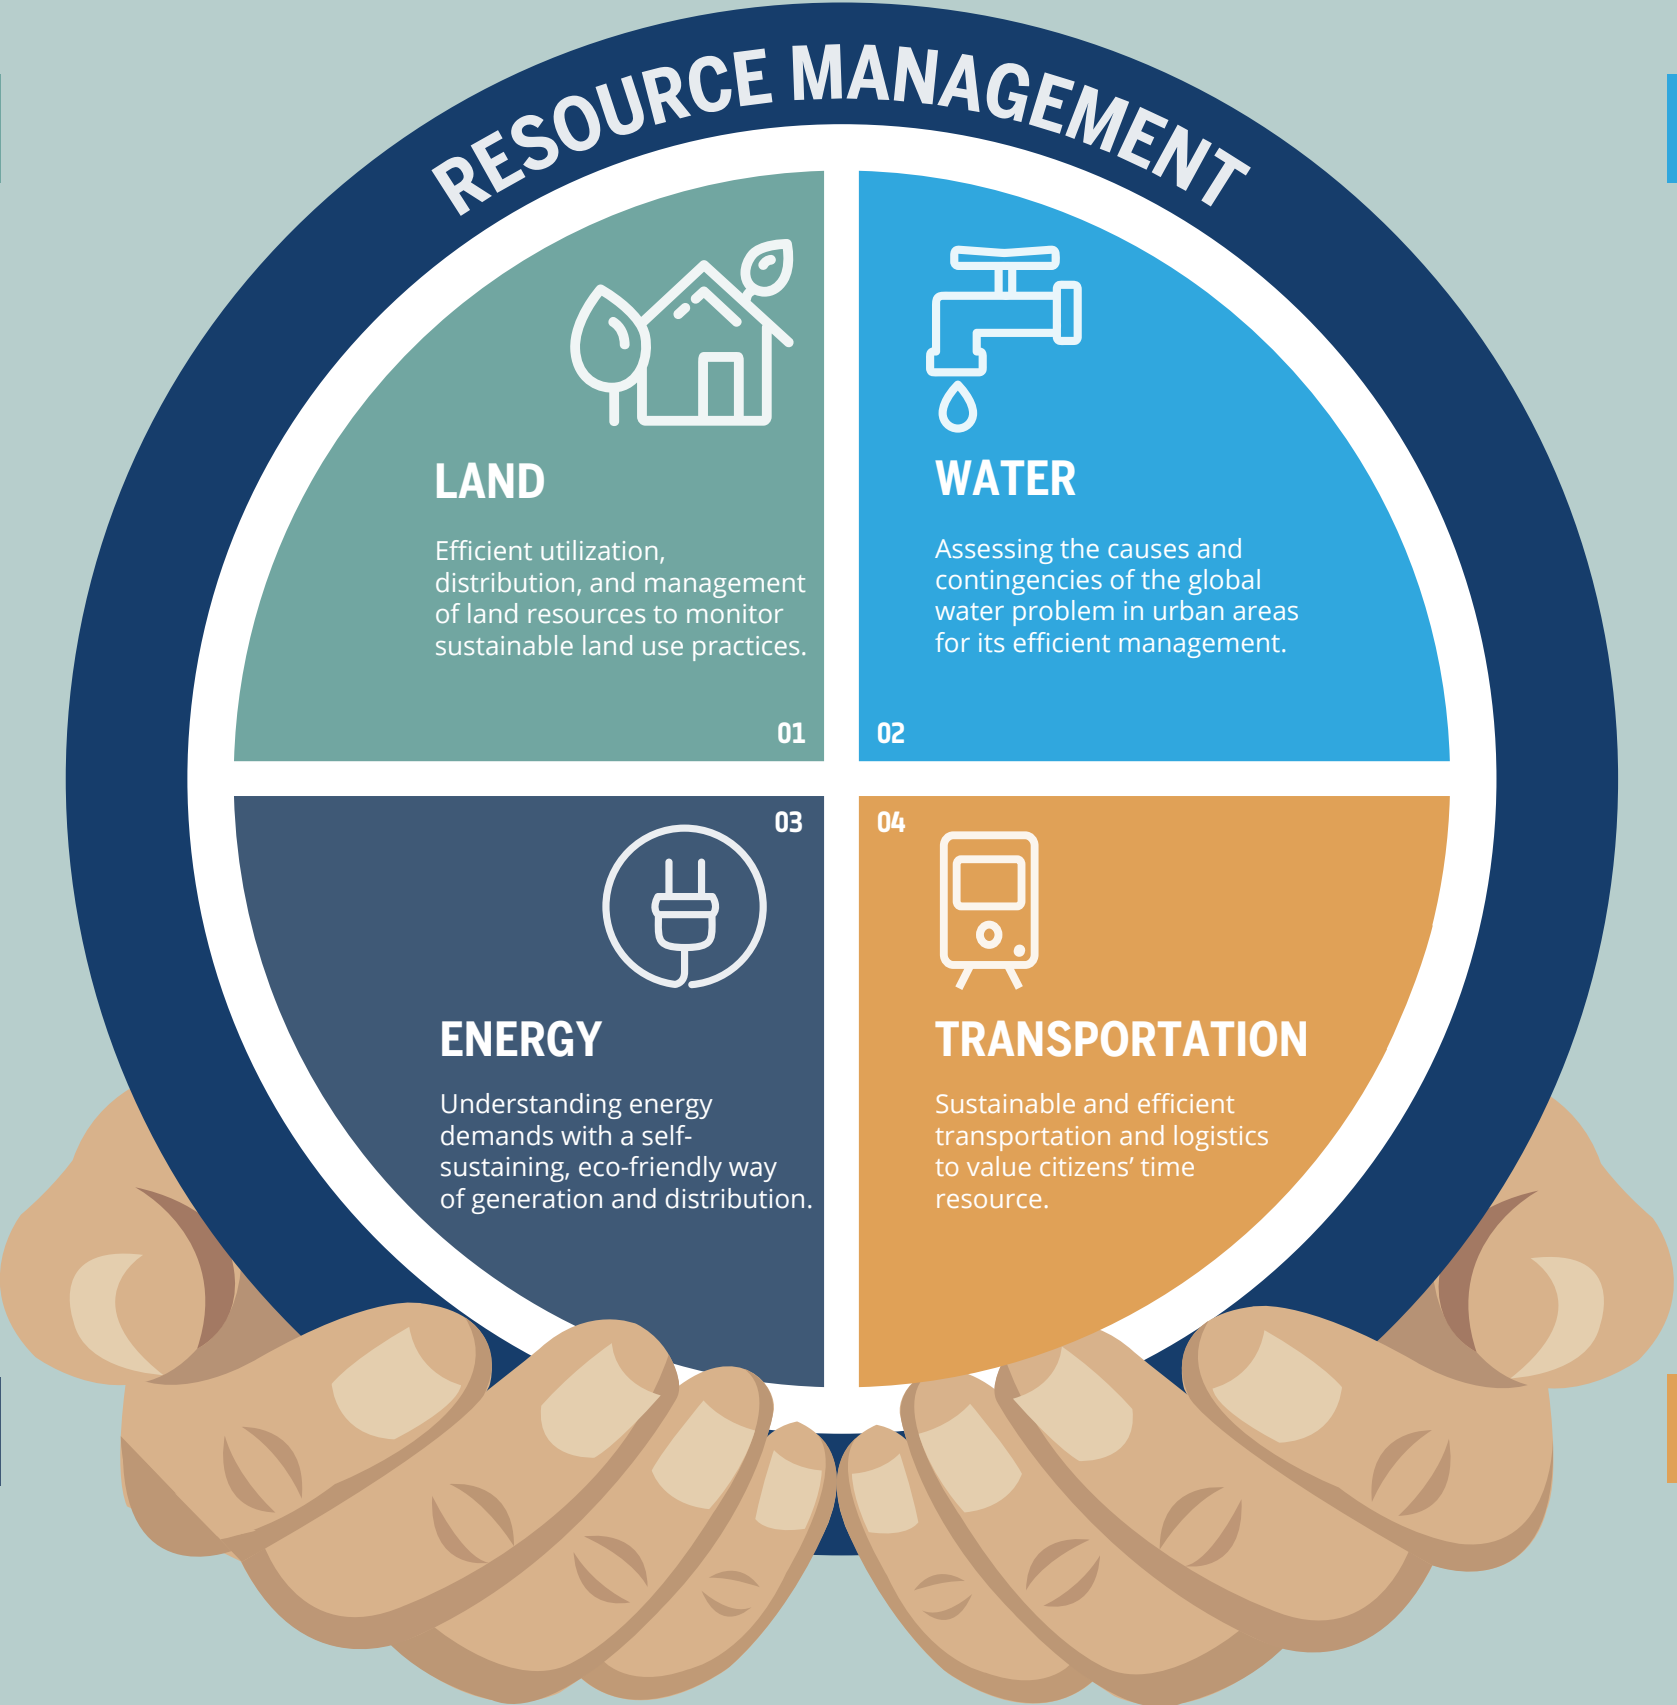 RESOURCE MANAGEMENT
LAND
Efficient utilization,
distribution, and management
of land resources to monitor
sustainable land use practices.
01
WATER
Assessing the causes and
contingencies of the global
water problem in urban areas
for its efficient management.
02
03
ENERGY
Understanding energy
demands with a self-
sustaining, eco-friendly way
of generation and distribution.
04
TRANSPORTATION
Sustainable and efficient
transportation and logistics
to value citizens’ time
resource.